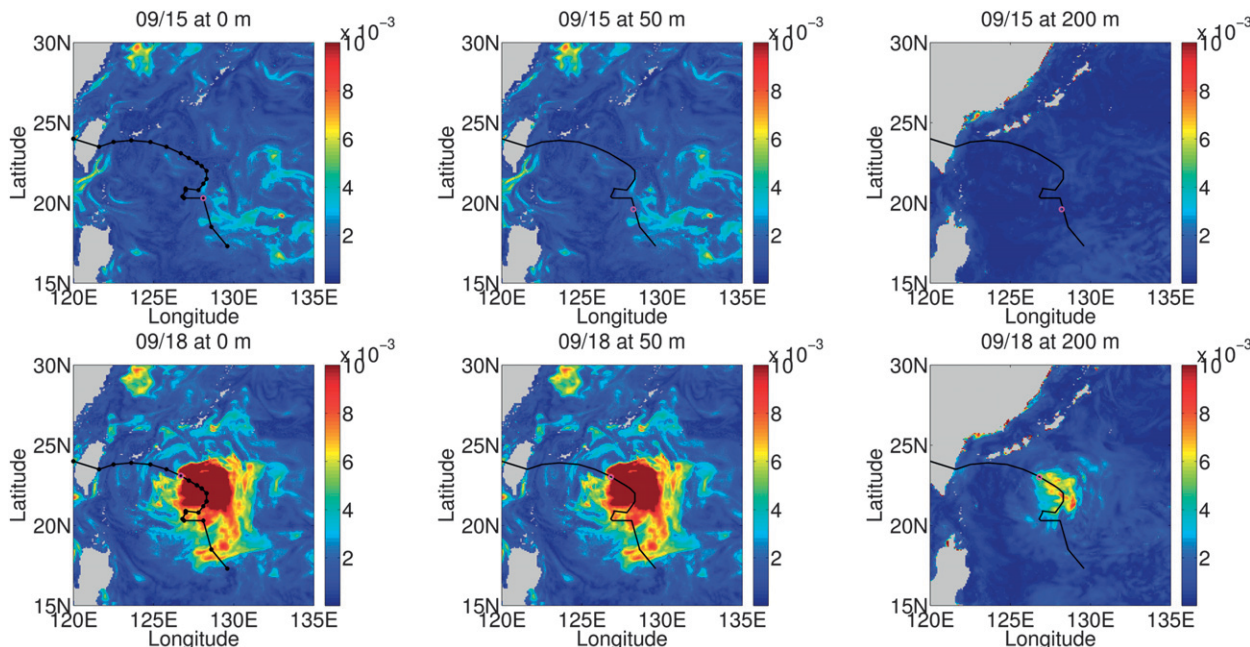 09/15 at 0 m
09/15 at 50 m
09/15 at 200 m
x 10⁻³
x 10⁻³
x 10⁻³
30N
25N
20N
15N
Latitude
120E
125E
130E
135E
Longitude
10
8
6
4
2
30N
25N
20N
15N
Latitude
120E
125E
130E
135E
Longitude
10
8
6
4
2
30N
25N
20N
15N
Latitude
120E
125E
130E
135E
Longitude
10
8
6
4
2
09/18 at 0 m
09/18 at 50 m
09/18 at 200 m
x 10⁻³
x 10⁻³
x 10⁻³
30N
25N
20N
15N
Latitude
120E
125E
130E
135E
Longitude
10
8
6
4
2
30N
25N
20N
15N
Latitude
120E
125E
130E
135E
Longitude
10
8
6
4
2
30N
25N
20N
15N
Latitude
120E
125E
130E
135E
Longitude
10
8
6
4
2